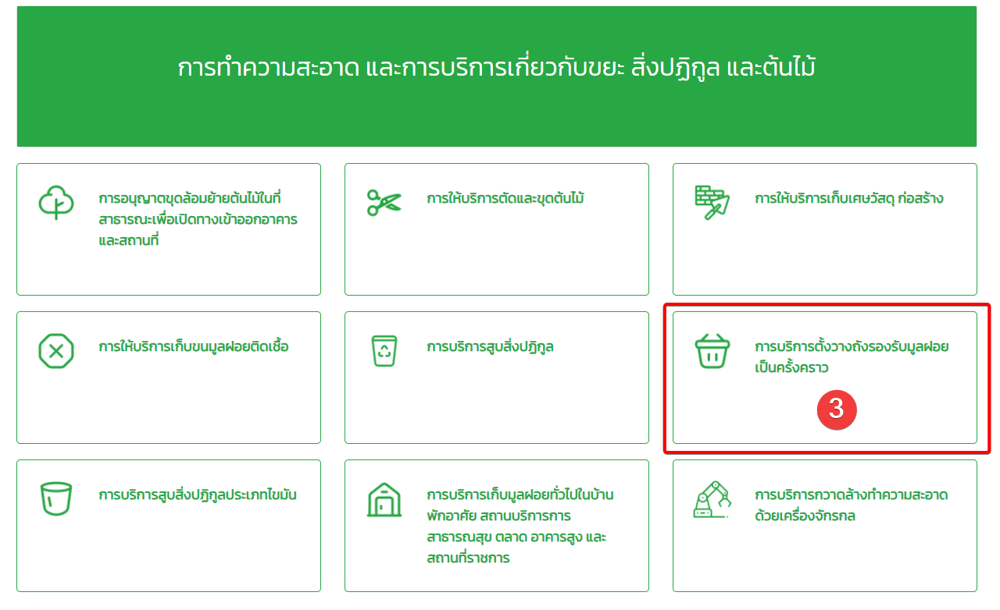 การทำความสะอาด และการบริการเกี่ยวกับขยะ สิ่งปฏิกูล และต้นไม้
การอนุญาตขุดล้อมย้ายต้นไม้ในที่
สาธารณะเพื่อเปิดทางเข้าออกอาคาร
และสถานที่
การให้บริการตัดและขุดต้นไม้
การให้บริการเก็บเศษวัสดุ ก่อสร้าง
การให้บริการเก็บขนมูลฝอยติดเชื้อ
การบริการสูบสิ่งปฏิกูล
การบริการตั้งวางถังรองรับมูลฝอย
เป็นครั้งคราว
3
การบริการสูบสิ่งปฏิกูลประเภทไขมัน
การบริการเก็บมูลฝอยทั่วไปในบ้าน
พักอาศัย สถานบริการการ
สาธารณสุข ตลาด อาคารสูง และ
สถานที่ราชการ
การบริการกวาดล้างทำความสะอาด
ด้วยเครื่องจักรกล